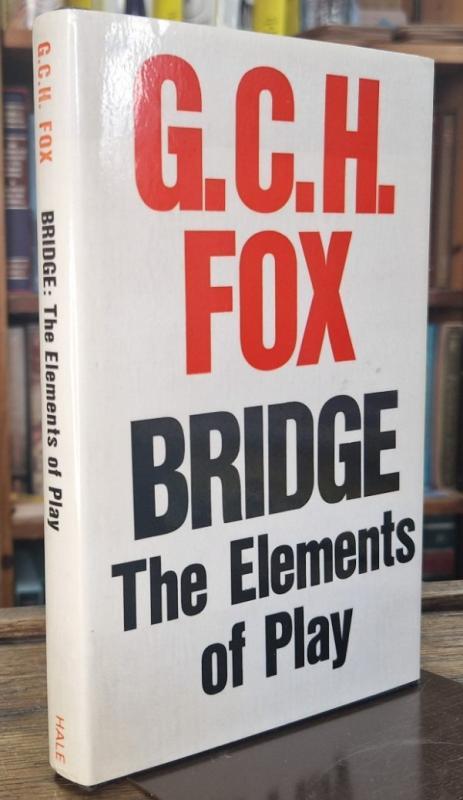 G.C.H. FOX
BRIDGE: The Elements of Play
HALE
G.C.H.
FOX
BRIDGE
The Elements
of Play